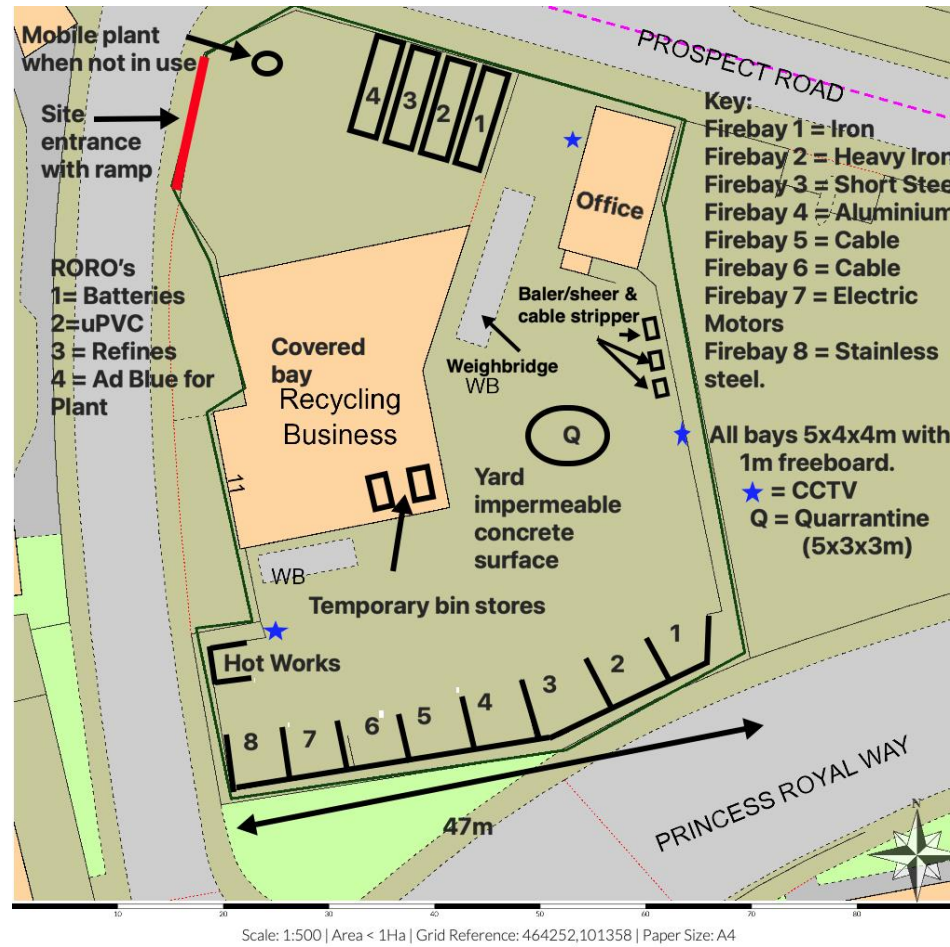 Mobile plant
when not in use
PROSPECT ROAD
Site
entrance
with ramp
4
3
2
1
Office
Key:
Firebay 1 = Iron
Firebay 2 = Heavy Iron
Firebay 3 = Short Stee
Firebay 4 = Aluminium
Firebay 5 = Cable
Firebay 6 = Cable
Firebay 7 = Electric
Motors
Firebay 8 = Stainless
steel.
RORO's
1= Batteries
2=uPVC
3 = Refines
4 = Ad Blue for
Plant
Baler/sheer &
cable stripper
Covered
bay
Recycling
Business
Weighbridge
WB
Q
All bays 5x4x4m with
1m freeboard.
= CCTV
Q = Quarrantine
(5x3x3m)
11
Yard
impermeable
concrete
surface
WB
Temporary bin stores
Hot Works
8
7
6
5
4
3
2
1
47m
PRINCESS ROYAL WAY
N
10 20 30 40 50 60 70 80
Scale: 1:500 | Area < 1Ha | Grid Reference: 464252,101358 | Paper Size: A4